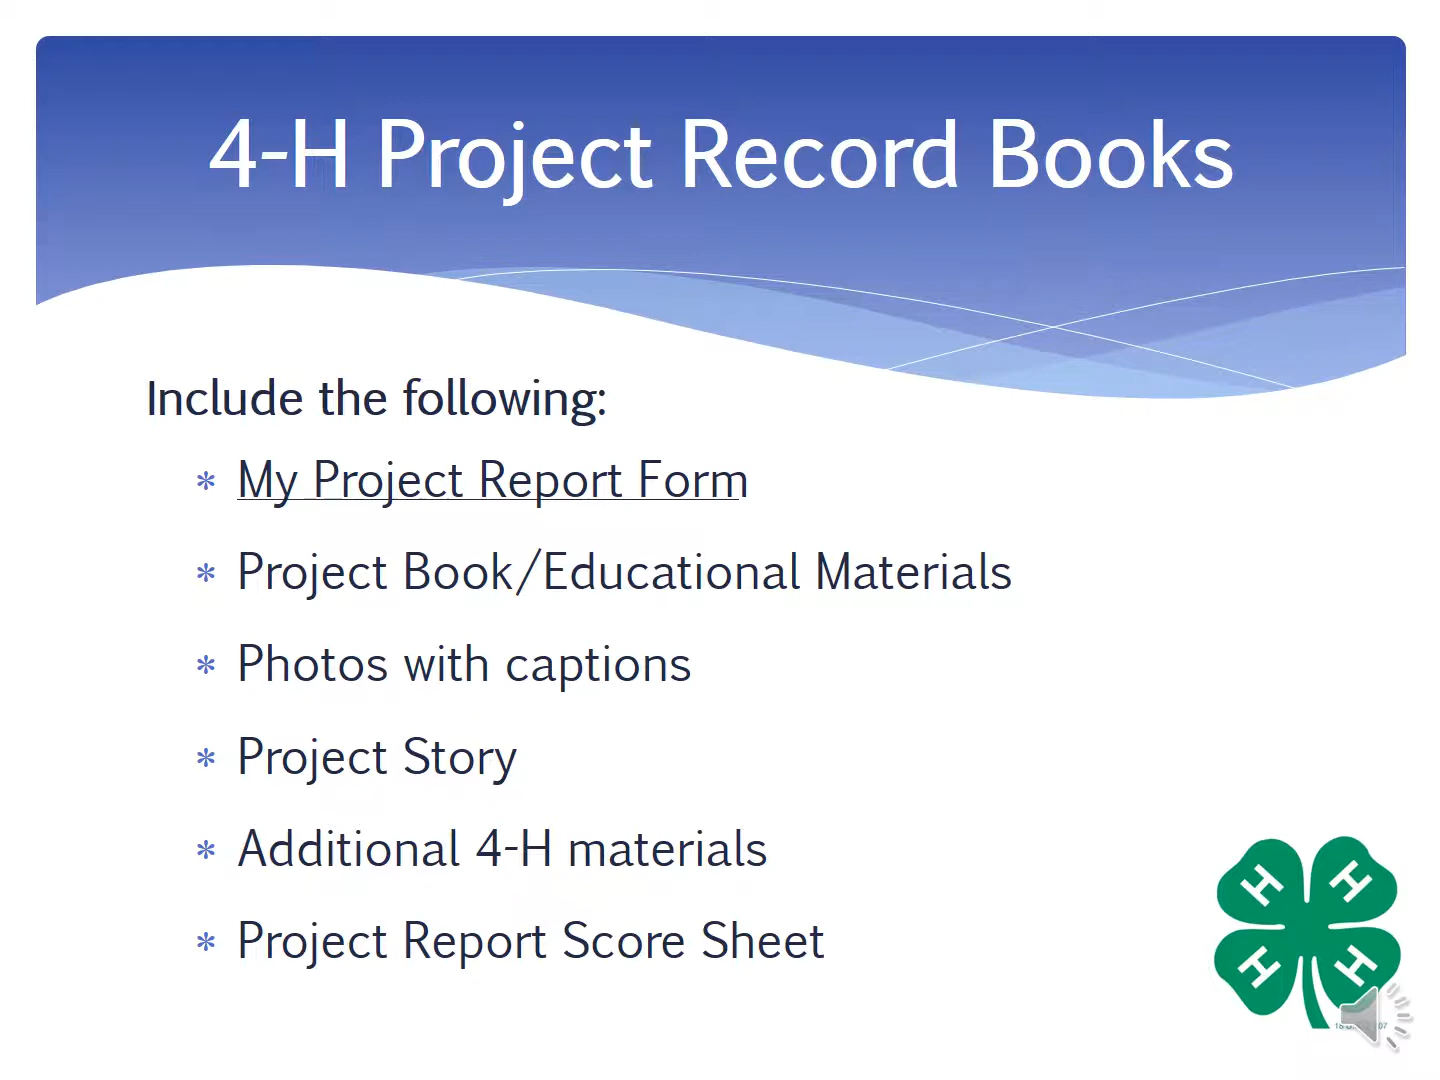 4-H Project Record Books
Include the following:
* My Project Report Form
* Project Book/Educational Materials
* Photos with captions
* Project Story
* Additional 4-H materials
* Project Report Score Sheet
H H
H H